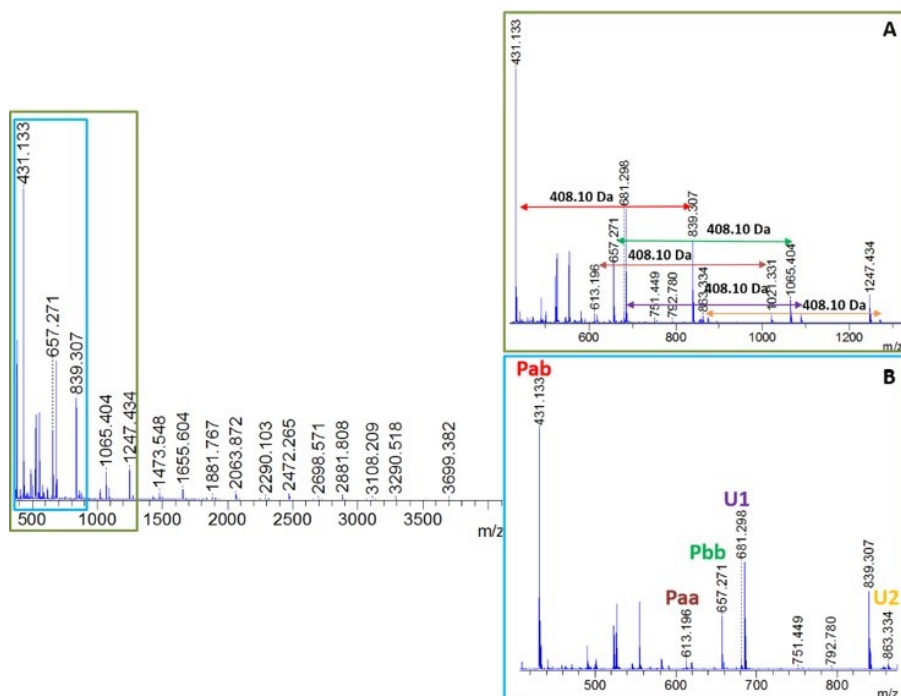 431.133
657.271
839.307
1065.404
1247.434
1473.548
1655.604
1881.767
2063.872
2290.103
2472.265
2698.571
2881.808
3108.209
3290.518
3699.382
500 1000 1500 2000 2500 3000 3500
m/z
A
431.133
408.10 Da
681.298
839.307
657.271
408.10 Da
408.10 Da
613.196
751.449
792.780
863.334
408.10 Da
1021.331
1065.404
408.10 Da
1247.434
600 800 1000 1200
m/z
B
Pab
431.133
U1
681.298
Pbb
657.271
Paa
613.196
751.449
792.780
839.307
U2
863.334
500 600 700 800
m/z